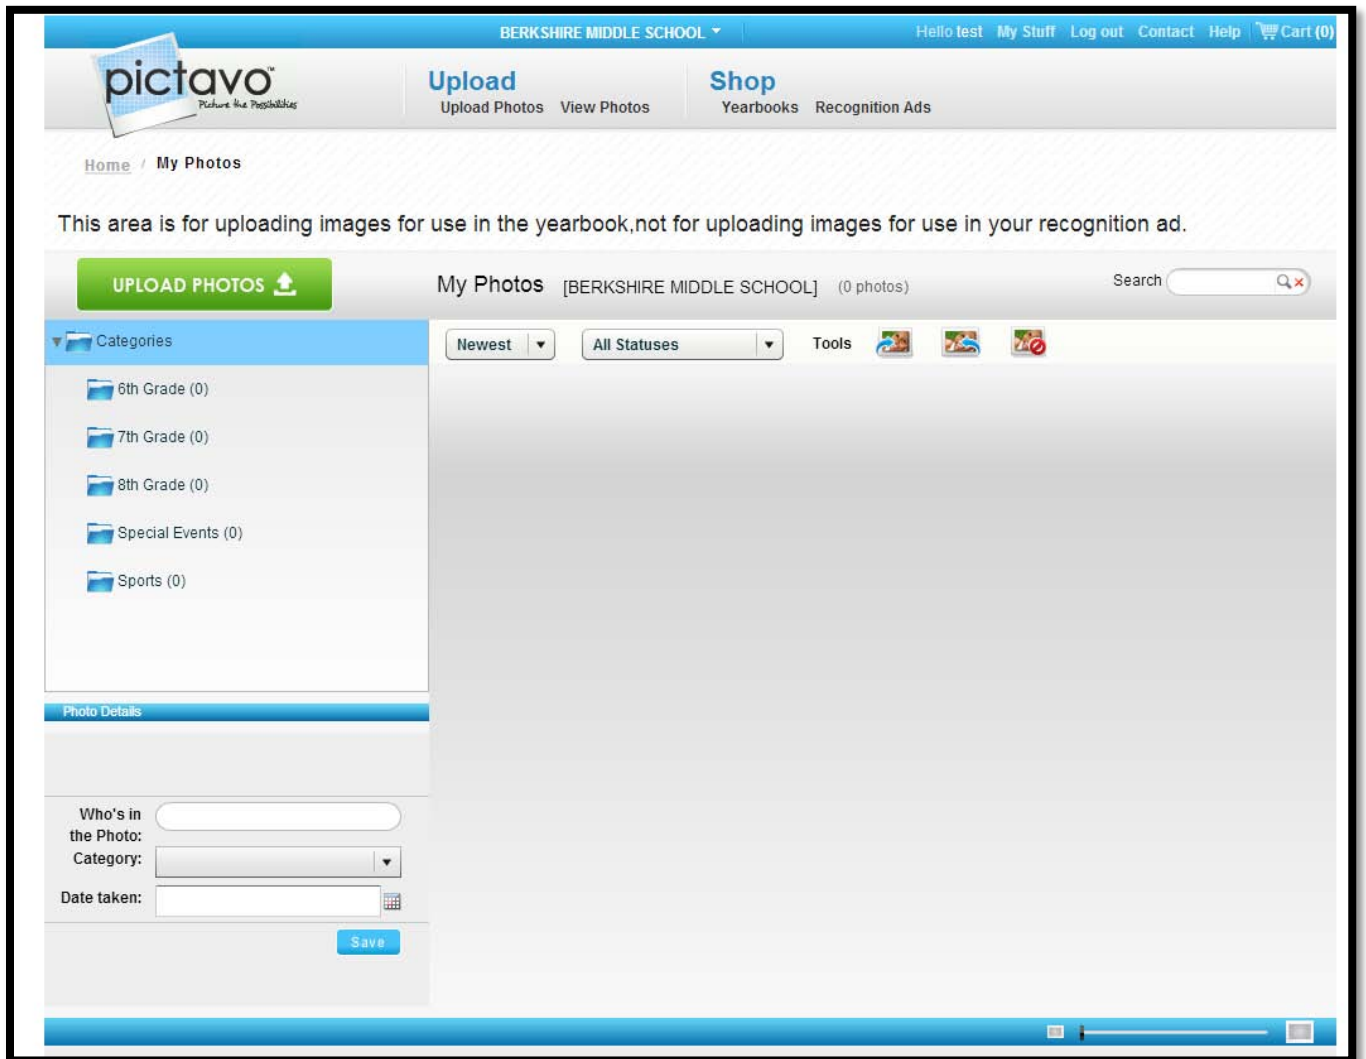 BERKSHIRE MIDDLE SCHOOL
Hello test My Stuff Log out Contact Help Cart (0)
pictavo™
Picture the Possibilities
Upload
Upload Photos View Photos
Shop
Yearbooks Recognition Ads
Home / My Photos
This area is for uploading images for use in the yearbook,not for uploading images for use in your recognition ad.
UPLOAD PHOTOS
My Photos [BERKSHIRE MIDDLE SCHOOL] (0 photos)
Search
Categories
6th Grade (0)
7th Grade (0)
8th Grade (0)
Special Events (0)
Sports (0)
Newest
All Statuses
Tools
Photo Details
Who's in
the Photo:
Category:
Date taken:
Save